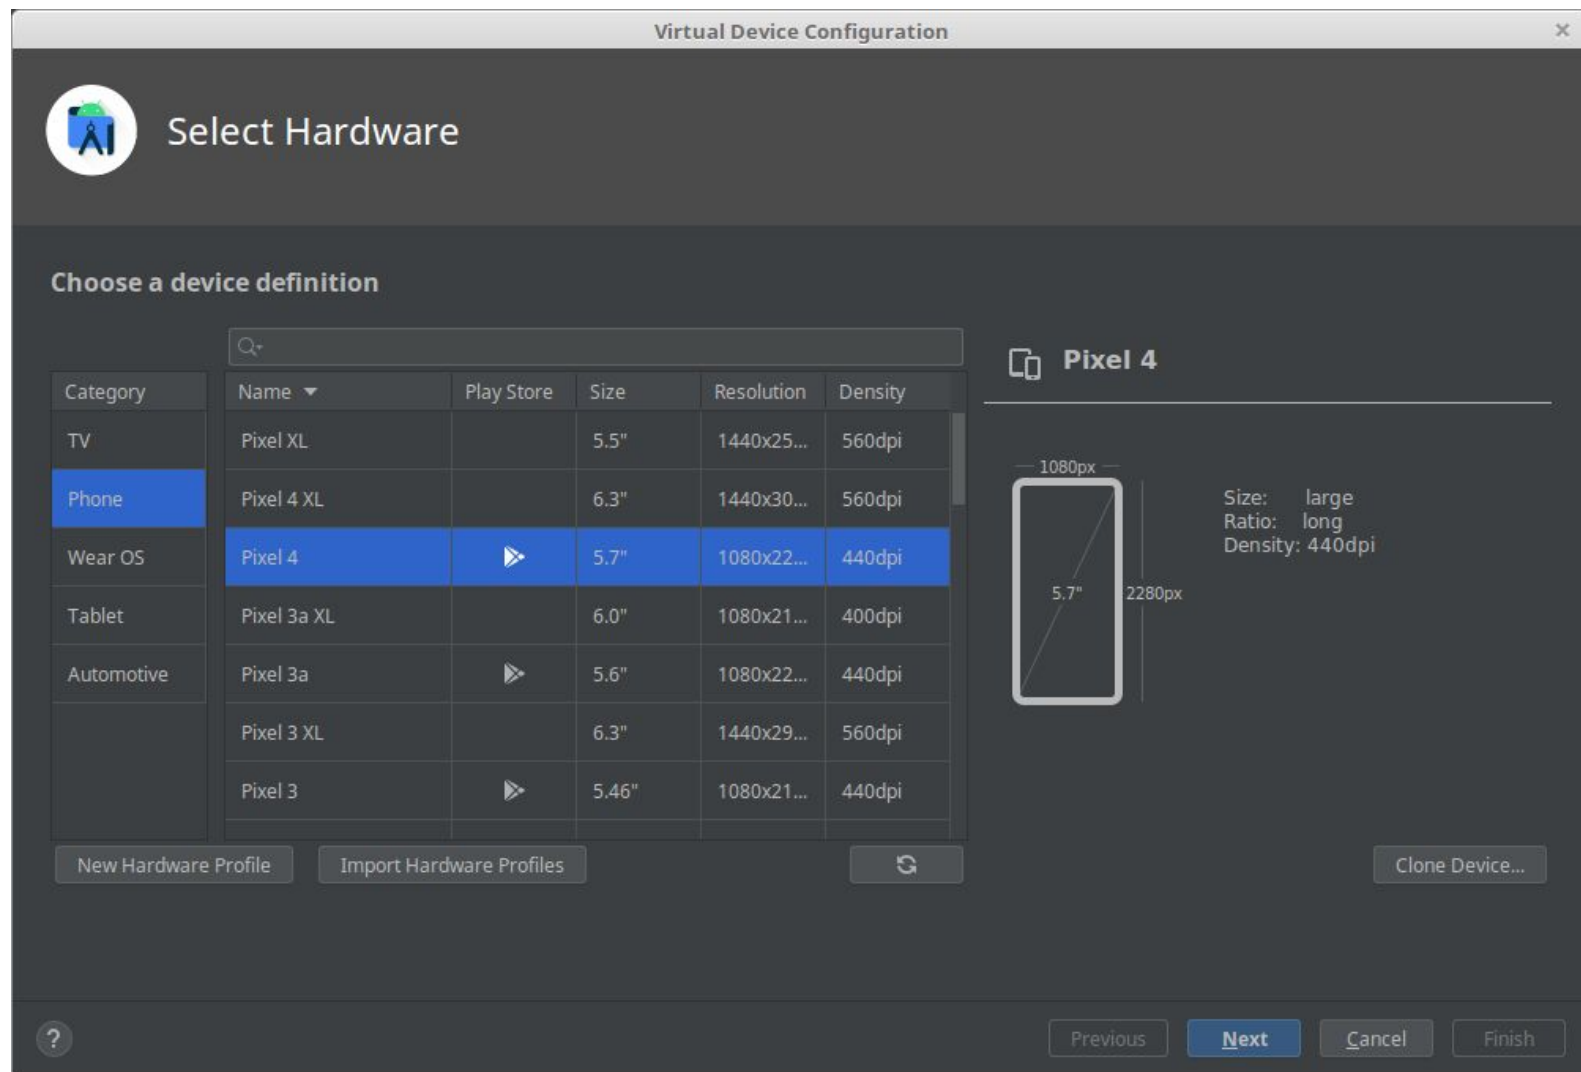 Virtual Device Configuration
Select Hardware
Choose a device definition
Category
TV
Phone
Wear OS
Tablet
Automotive
Name Play Store Size Resolution Density
Pixel XL 5.5" 1440x25... 560dpi
Pixel 4 XL 6.3" 1440x30... 560dpi
Pixel 4 5.7" 1080x22... 440dpi
Pixel 3a XL 6.0" 1080x21... 400dpi
Pixel 3a 5.6" 1080x22... 440dpi
Pixel 3 XL 6.3" 1440x29... 560dpi
Pixel 3 5.46" 1080x21... 440dpi
New Hardware Profile Import Hardware Profiles
Pixel 4
1080px
5.7" 2280px
Size: large
Ratio: long
Density: 440dpi
Clone Device...
? Previous Next Cancel Finish